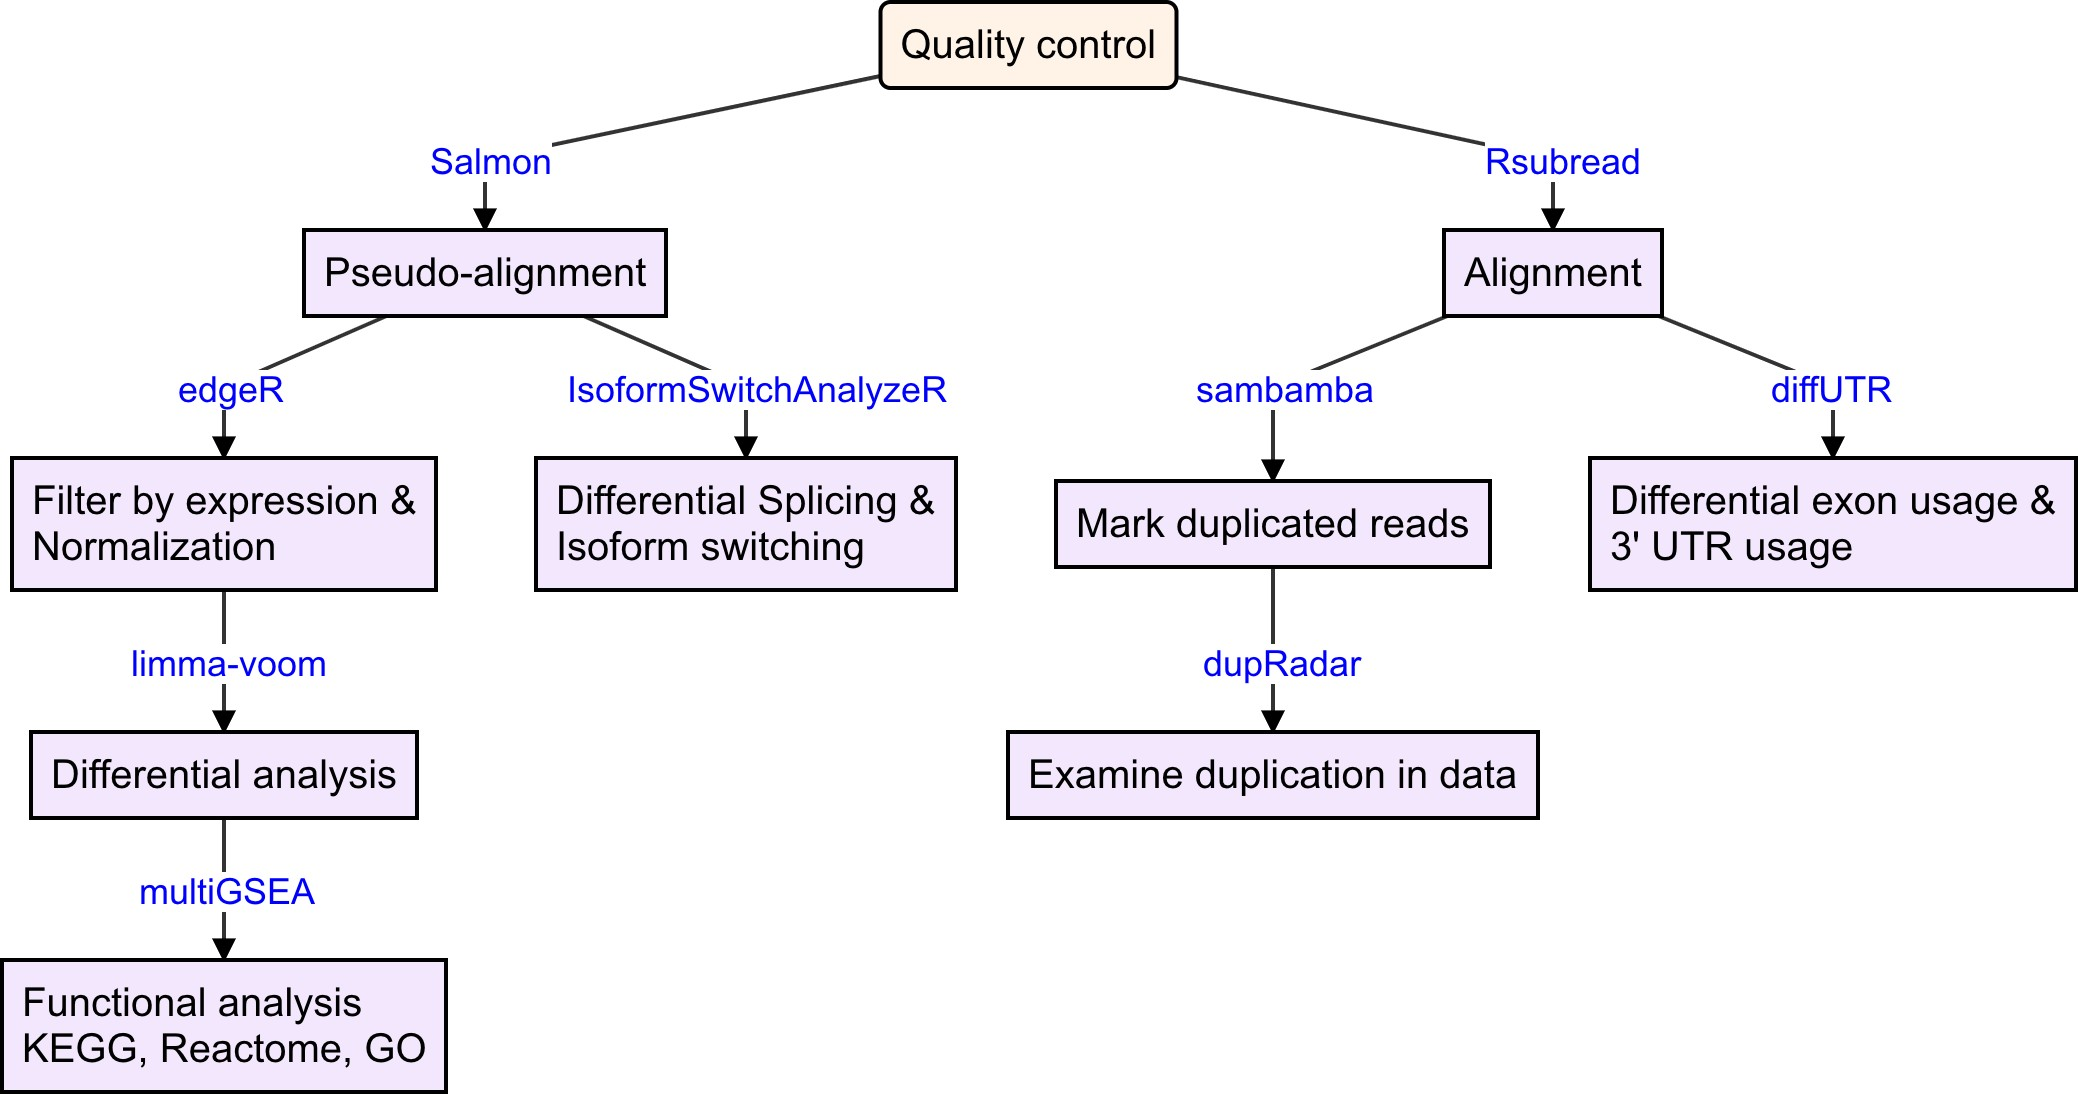 Quality control
Salmon
Rsubread
Pseudo-alignment
Alignment
edgeR
IsoformSwitchAnalyzeR
sambamba
diffUTR
Filter by expression &
Normalization
Differential Splicing &
Isoform switching
Mark duplicated reads
Differential exon usage &
3' UTR usage
limma-voom
dupRadar
Differential analysis
Examine duplication in data
multiGSEA
Functional analysis
KEGG, Reactome, GO